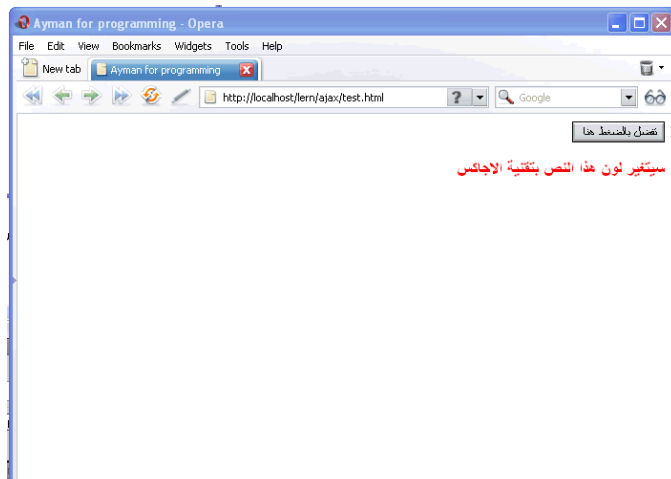 Ayman for programming - Opera
File Edit View Bookmarks Widgets Tools Help
New tab Ayman for programming
http://localhost/lern/ajax/test.html ? Google
تفضل بالضغط هنا
سيتغير لون هذا النص بتقنية الاجاكس